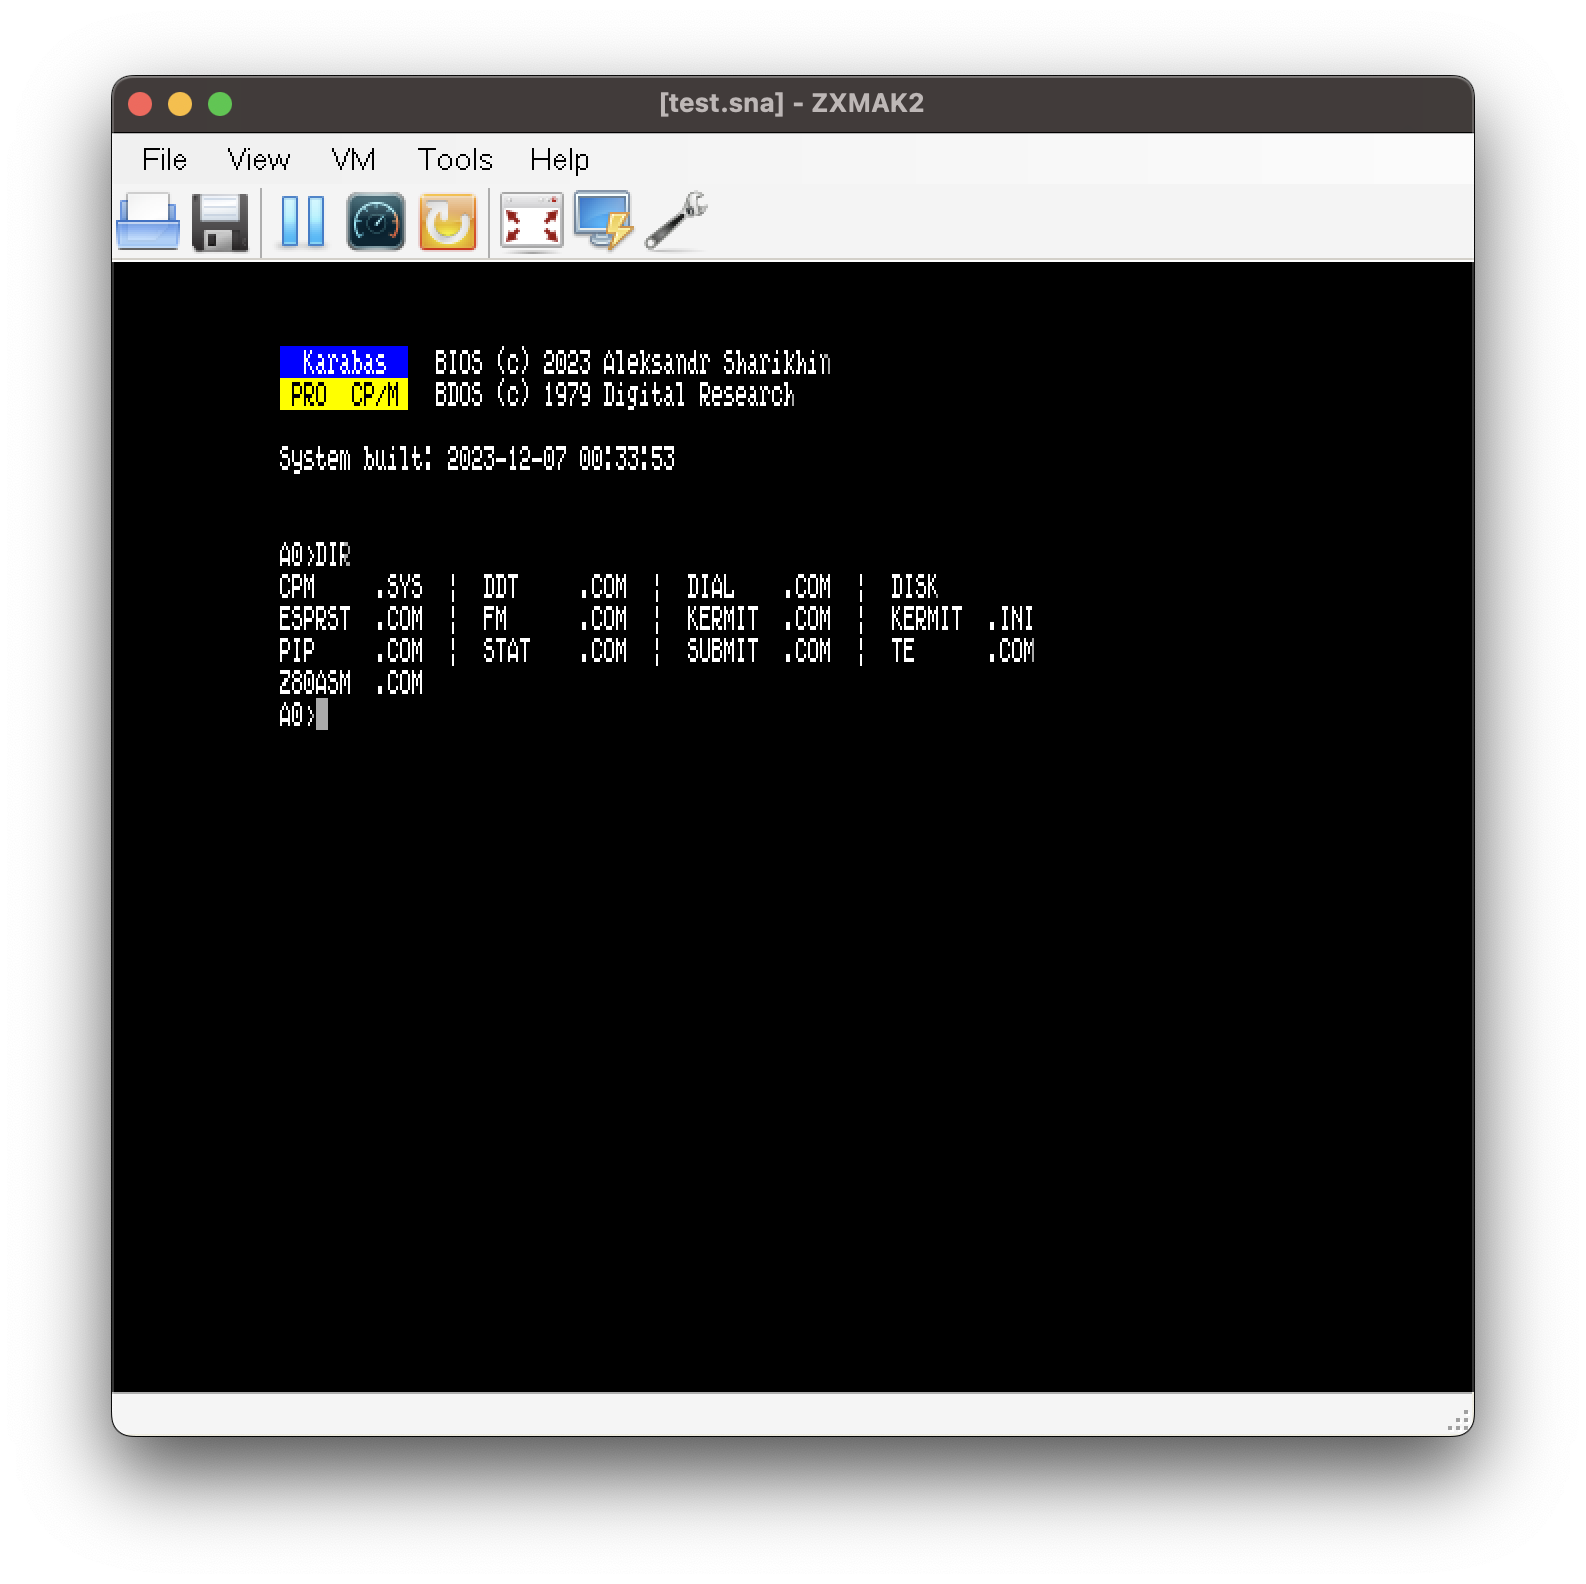 [test.sna] - ZXMAK2
File View VM Tools Help
Karabas BIOS (c) 2023 Aleksandr Sharikhin
PRO CP/M BDOS (c) 1979 Digital Research
System built: 2023-12-07 00:33:53
A0>DIR
CPM .SYS ¦ DDT .COM ¦ DIAL .COM ¦ DISK
ESPRST .COM ¦ FM .COM ¦ KERMIT .COM ¦ KERMIT .INI
PIP .COM ¦ STAT .COM ¦ SUBMIT .COM ¦ TE .COM
Z80ASM .COM
A0>